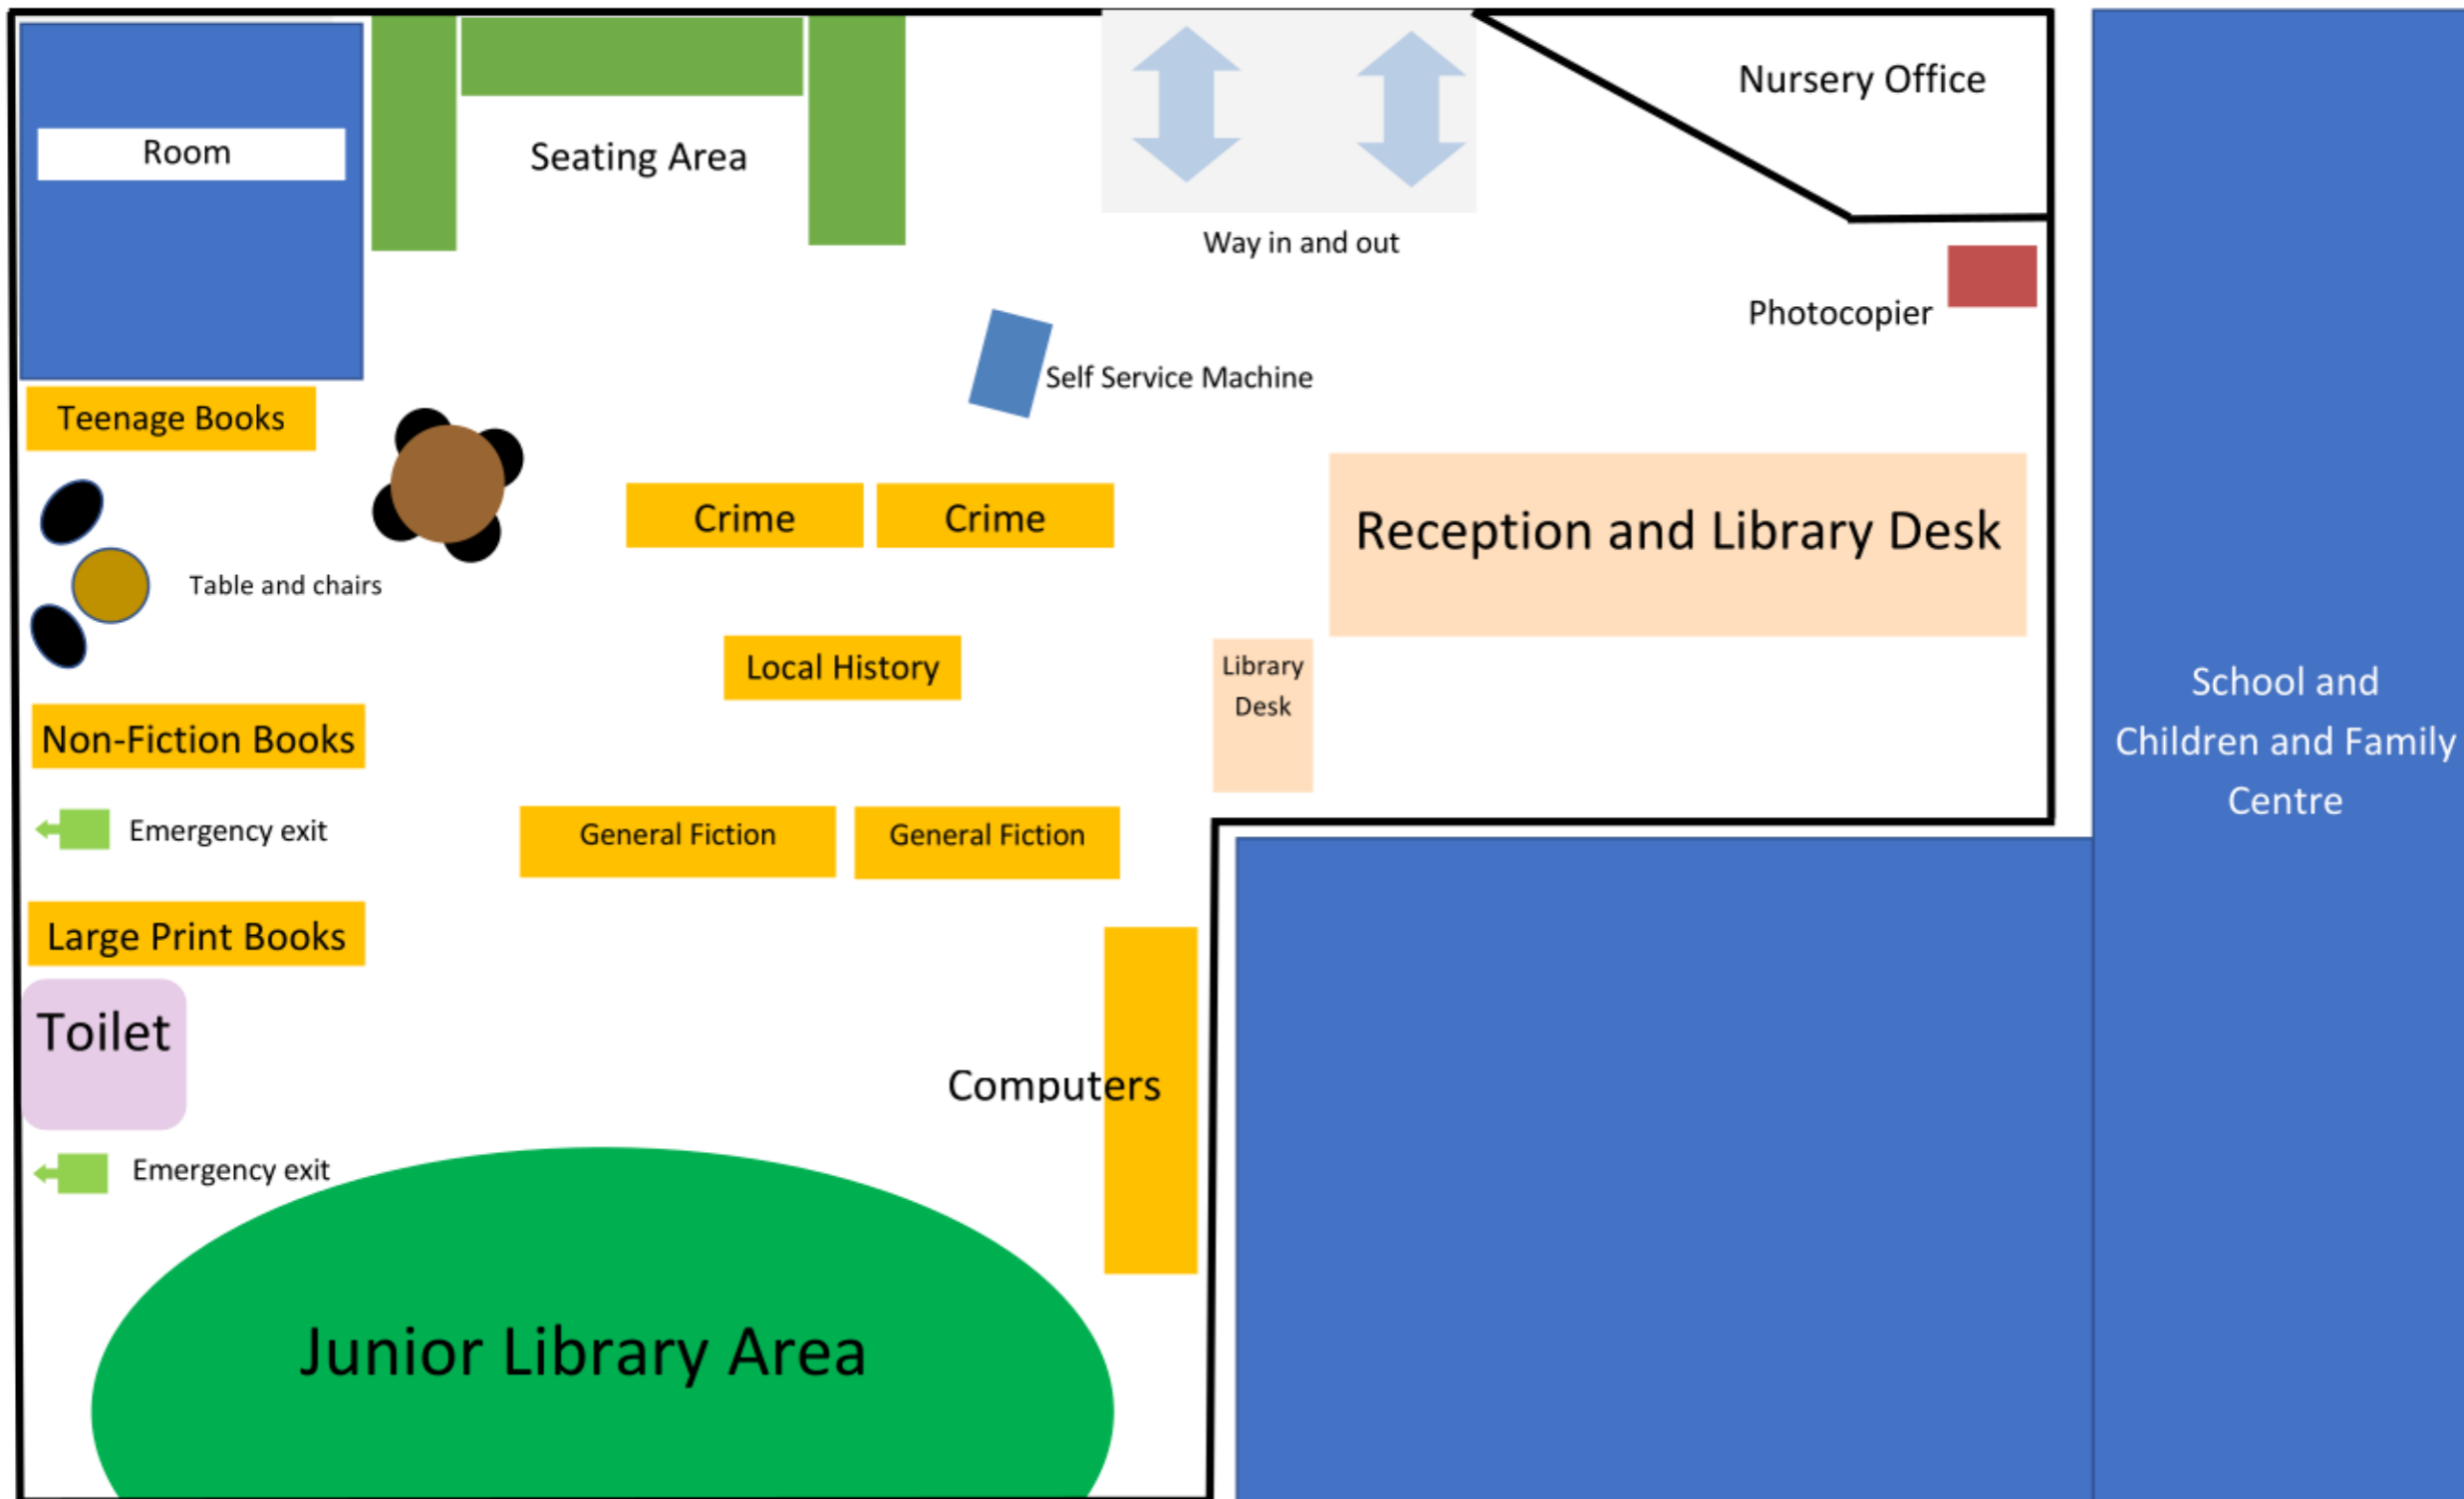 Nursery Office
Room
Seating Area
Way in and out
Photocopier
Self Service Machine
Teenage Books
Crime
Crime
Reception and Library Desk
Table and chairs
Local History
Library
Desk
School and
Children and Family
Centre
Non-Fiction Books
Emergency exit
General Fiction
General Fiction
Large Print Books
Toilet
Computers
Emergency exit
Junior Library Area